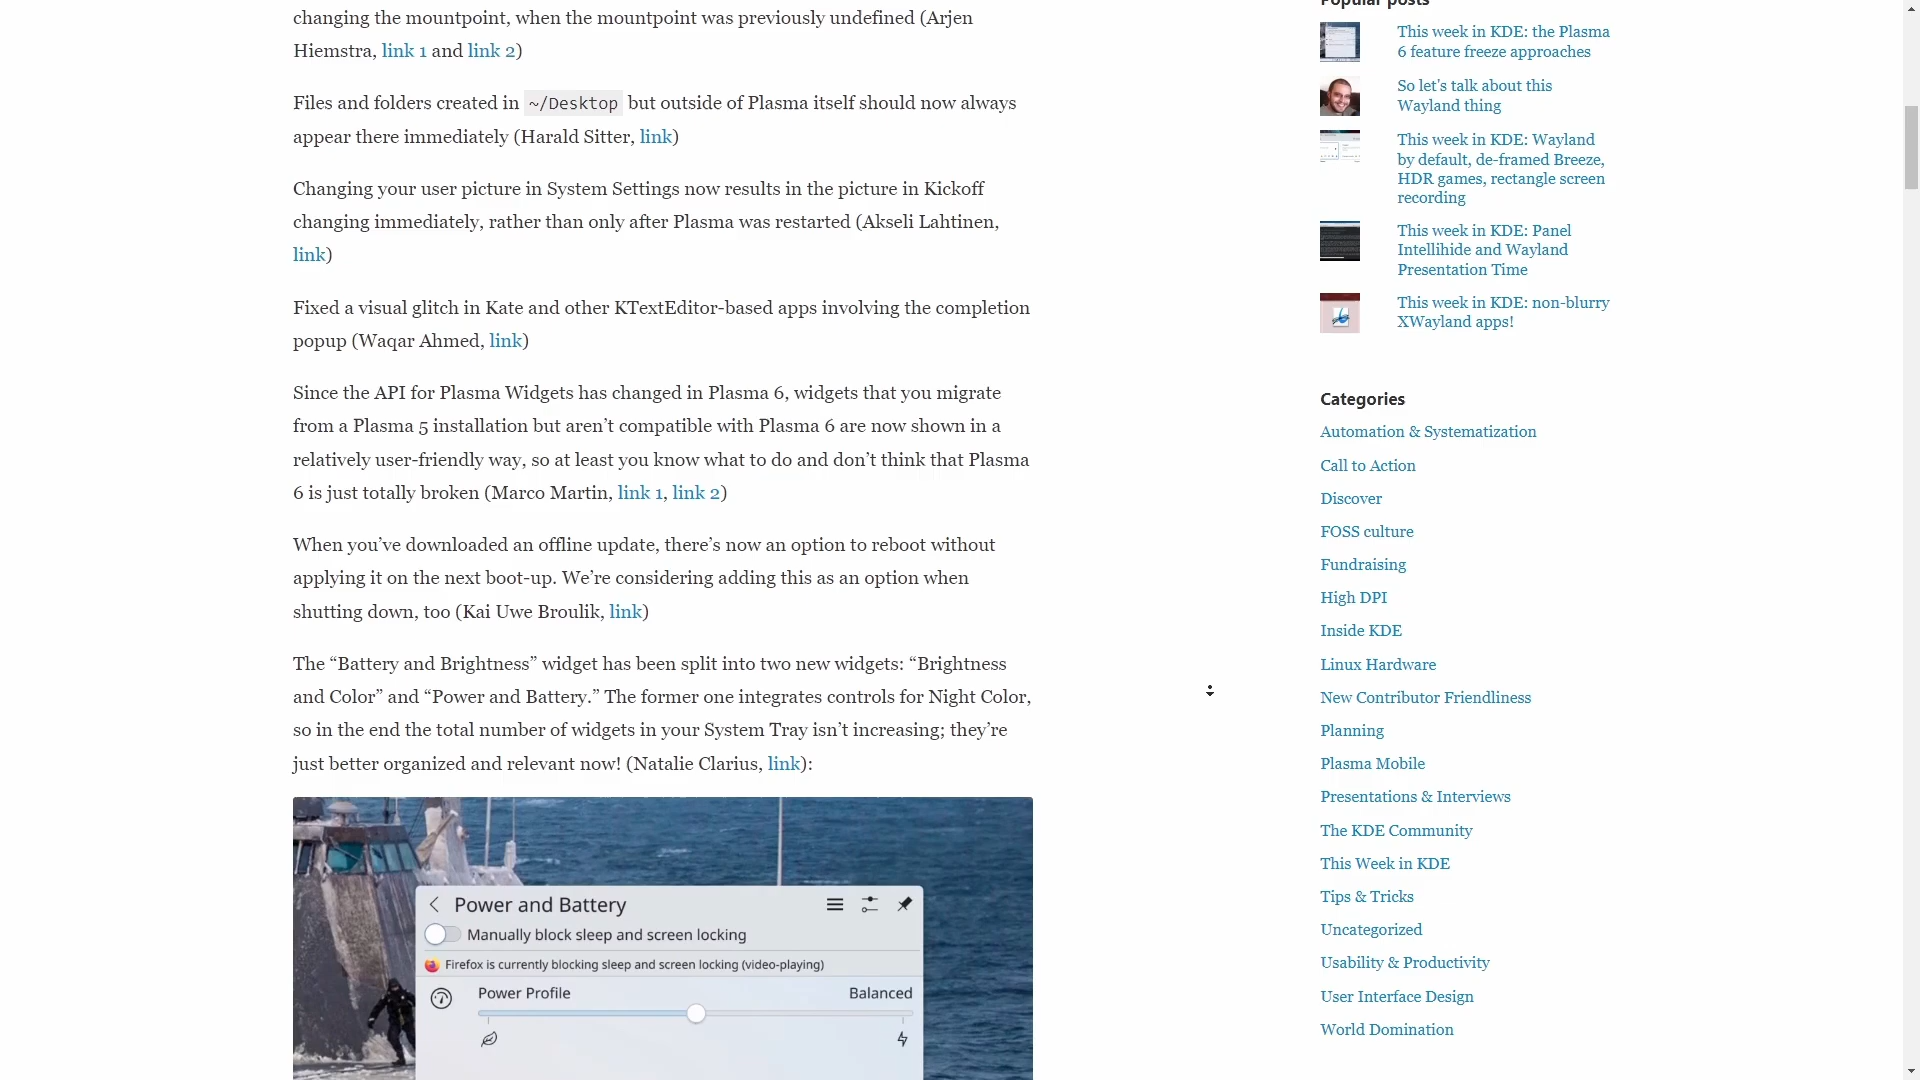 changing the mountpoint, when the mountpoint was previously undefined (Arjen
Hiemstra, link 1 and link 2)
Files and folders created in ~/Desktop but outside of Plasma itself should now always
appear there immediately (Harald Sitter, link)
Changing your user picture in System Settings now results in the picture in Kickoff
changing immediately, rather than only after Plasma was restarted (Akseli Lahtinen,
link)
Fixed a visual glitch in Kate and other KTextEditor-based apps involving the completion
popup (Waqar Ahmed, link)
Since the API for Plasma Widgets has changed in Plasma 6, widgets that you migrate
from a Plasma 5 installation but aren’t compatible with Plasma 6 are now shown in a
relatively user-friendly way, so at least you know what to do and don’t think that Plasma
6 is just totally broken (Marco Martin, link 1, link 2)
When you’ve downloaded an offline update, there’s now an option to reboot without
applying it on the next boot-up. We’re considering adding this as an option when
shutting down, too (Kai Uwe Broulik, link)
The “Battery and Brightness” widget has been split into two new widgets: “Brightness
and Color” and “Power and Battery.” The former one integrates controls for Night Color,
so in the end the total number of widgets in your System Tray isn’t increasing; they’re
just better organized and relevant now! (Natalie Clarius, link):
Power and Battery
Manually block sleep and screen locking
Firefox is currently blocking sleep and screen locking (video-playing)
Power Profile Balanced
Popular posts
This week in KDE: the Plasma
6 feature freeze approaches
So let's talk about this
Wayland thing
This week in KDE: Wayland
by default, de-framed Breeze,
HDR games, rectangle screen
recording
This week in KDE: Panel
Intellihide and Wayland
Presentation Time
This week in KDE: non-blurry
XWayland apps!
Categories
Automation & Systematization
Call to Action
Discover
FOSS culture
Fundraising
High DPI
Inside KDE
Linux Hardware
New Contributor Friendliness
Planning
Plasma Mobile
Presentations & Interviews
The KDE Community
This Week in KDE
Tips & Tricks
Uncategorized
Usability & Productivity
User Interface Design
World Domination